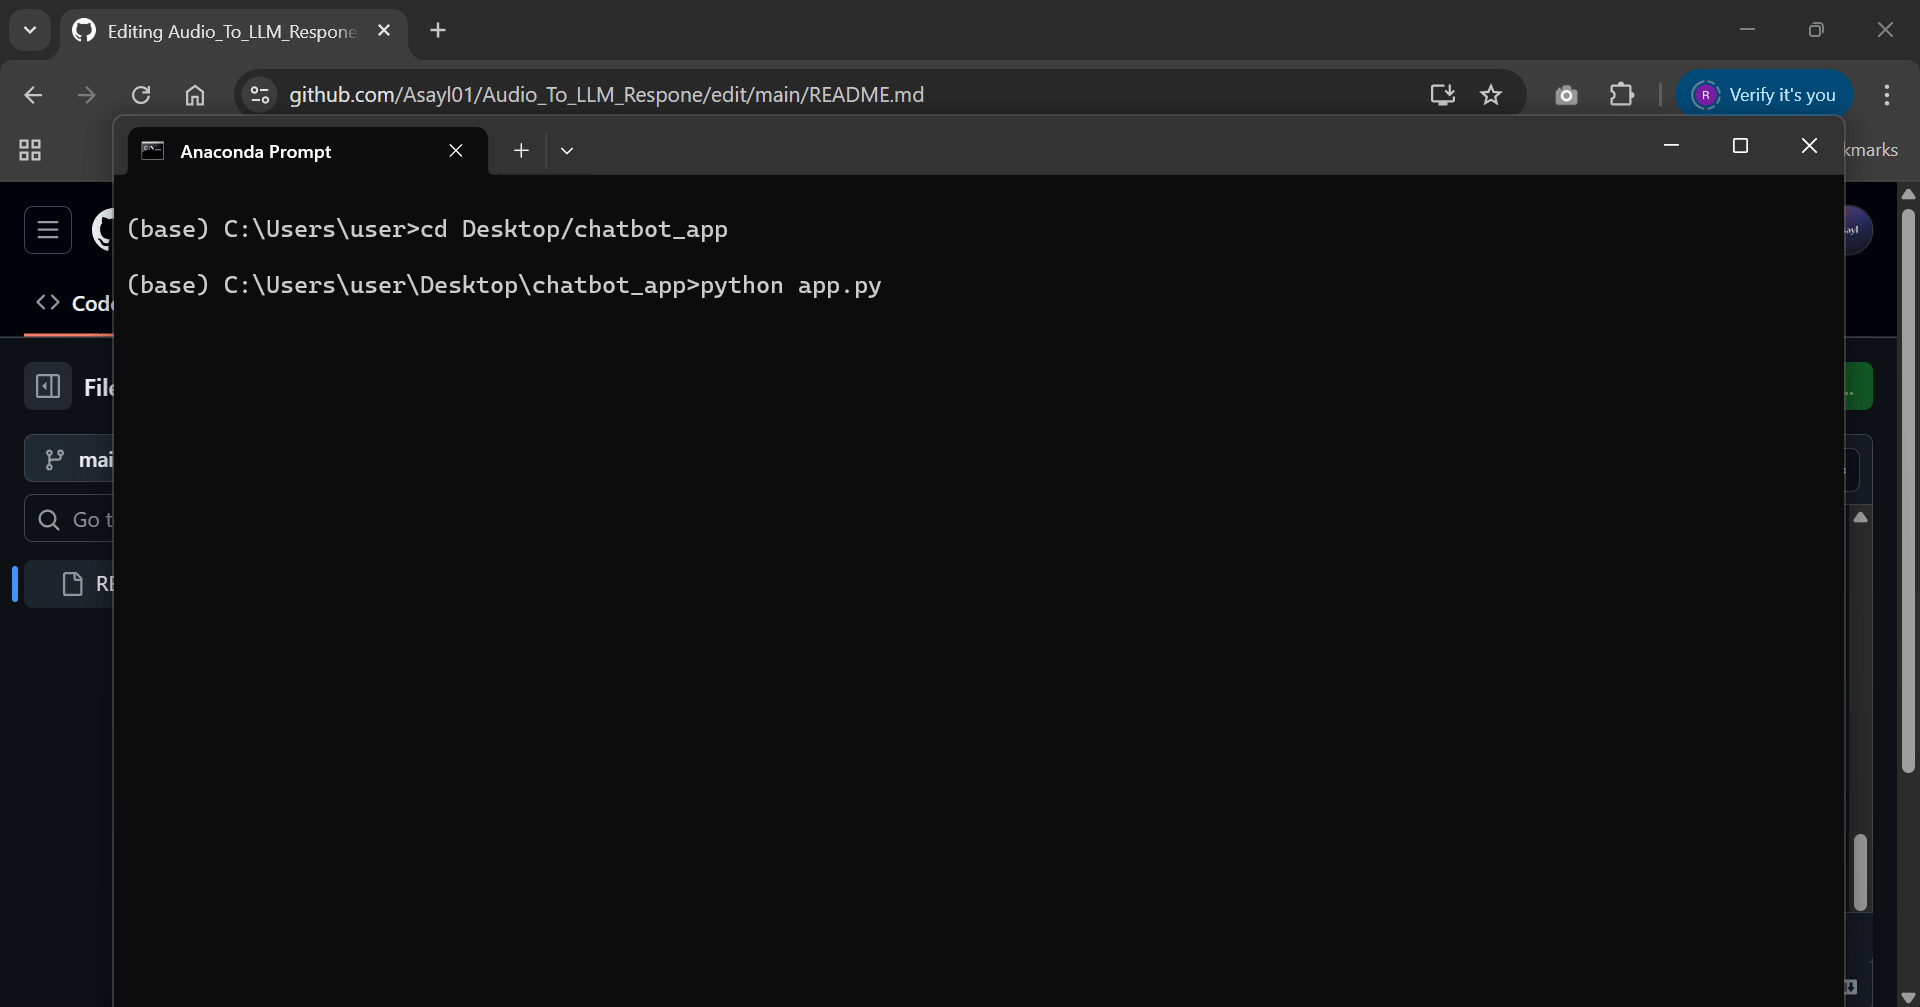 Editing Audio_To_LLM_Respone
github.com/Asayl01/Audio_To_LLM_Respone/edit/main/README.md
R
Verify it's you
Anaconda Prompt
kmarks
(base) C:\Users\user>cd Desktop/chatbot_app
(base) C:\Users\user\Desktop\chatbot_app>python app.py
Code
File
mai
Go t
RE